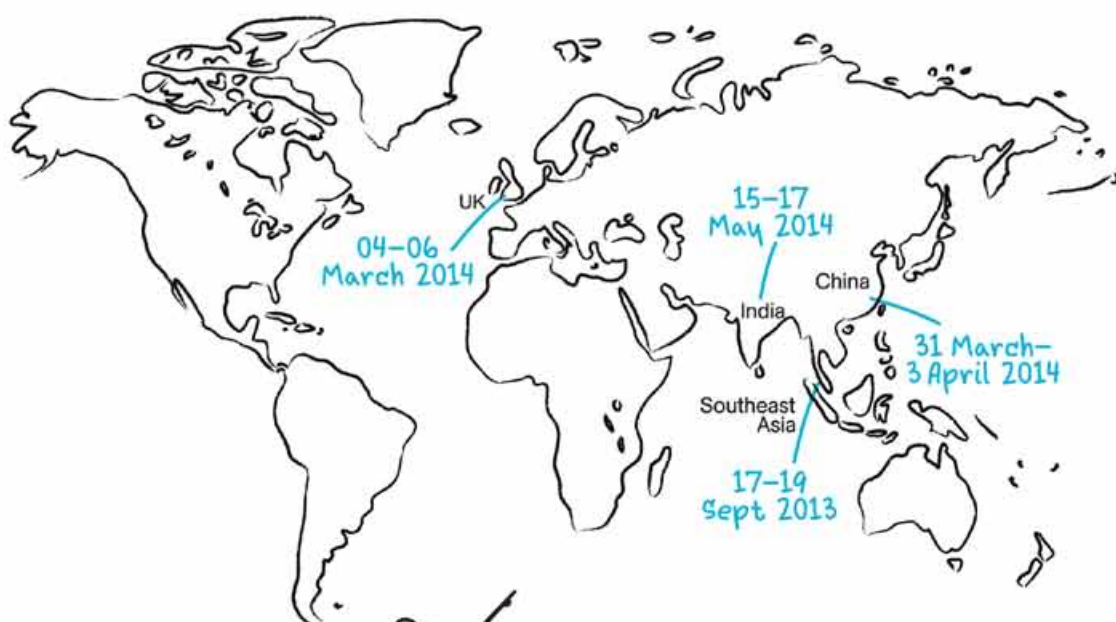 UK
04–06
March 2014
15–17
May 2014
India
China
31 March–
3 April 2014
Southeast
Asia
17–19
Sept 2013